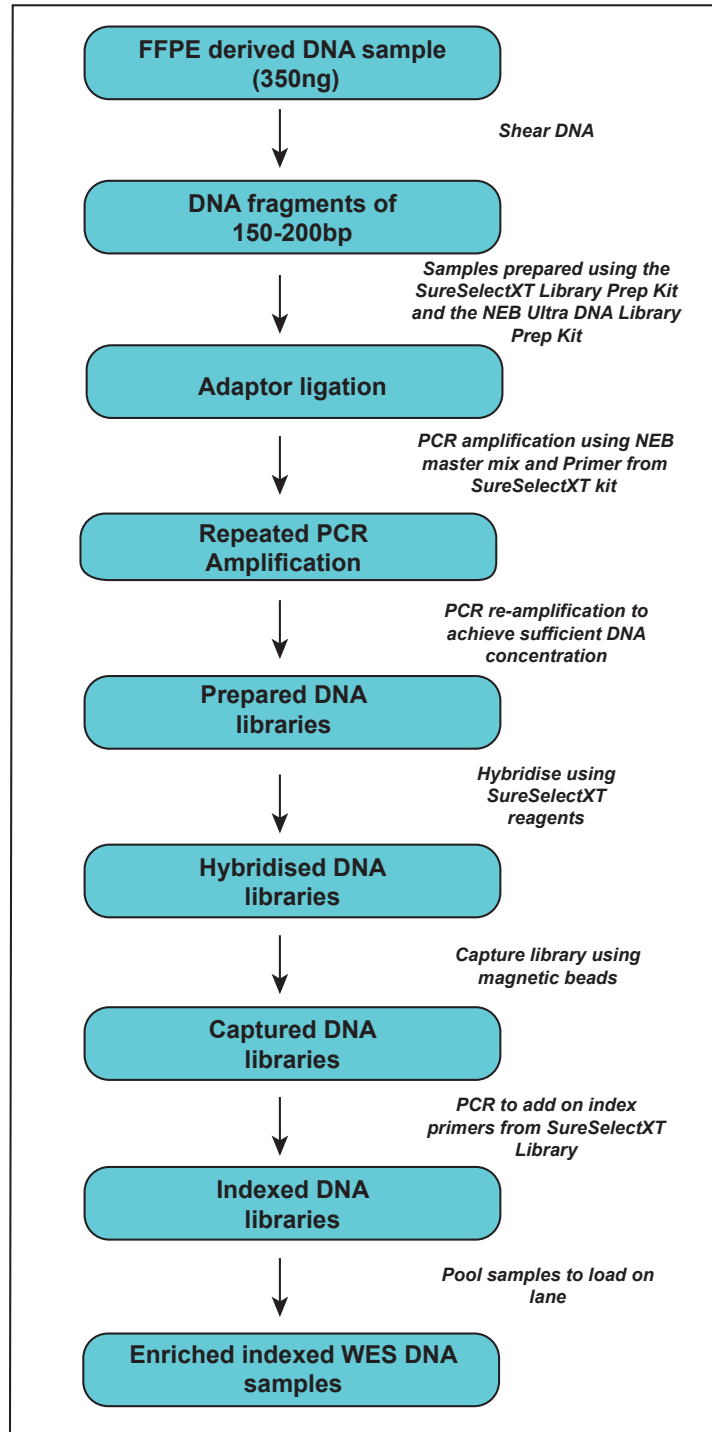 FFPE derived DNA sample
(350ng)
Shear DNA
DNA fragments of
150-200bp
Samples prepared using the
SureSelectXT Library Prep Kit
and the NEB Ultra DNA Library
Prep Kit
Adaptor ligation
PCR amplification using NEB
master mix and Primer from
SureSelectXT kit
Repeated PCR
Amplification
PCR re-amplification to
achieve sufficient DNA
concentration
Prepared DNA
libraries
Hybridise using
SureSelectXT
reagents
Hybridised DNA
libraries
Capture library using
magnetic beads
Captured DNA
libraries
PCR to add on index
primers from SureSelectXT
Library
Indexed DNA
libraries
Pool samples to load on
lane
Enriched indexed WES DNA
samples